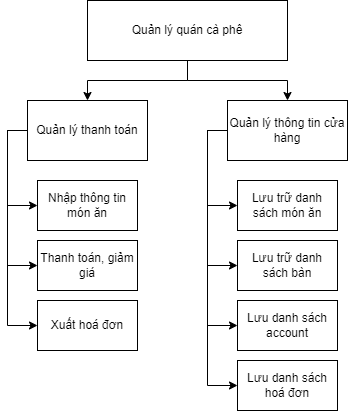 Quản lý quán cà phê
Quản lý thanh toán
Quản lý thông tin cửa
hàng
Nhập thông tin
món ăn
Thanh toán, giảm
giá
Xuất hoá đơn
Lưu trữ danh
sách món ăn
Lưu trữ danh
sách bàn
Lưu danh sách
account
Lưu danh sách
hoá đơn